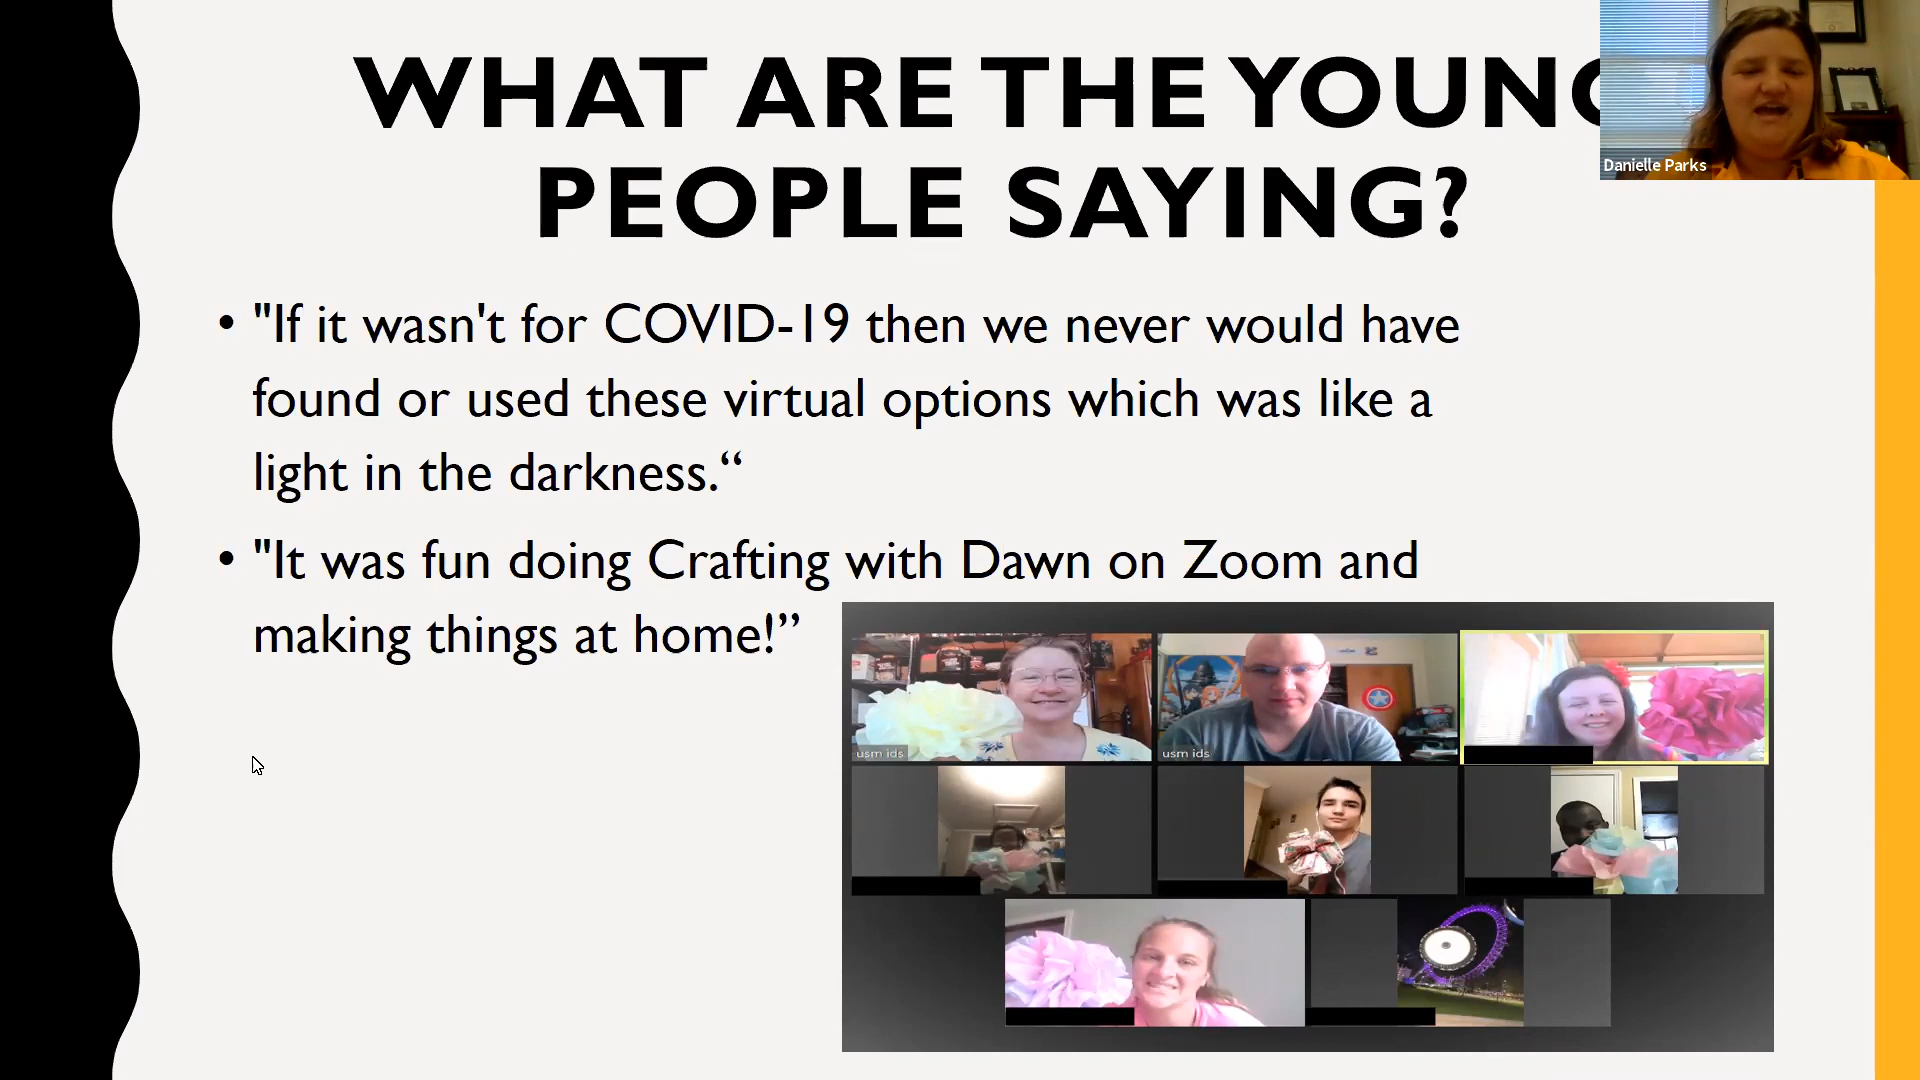 WHAT ARE THE YOUNG
PEOPLE SAYING?
Danielle Parks
• "If it wasn't for COVID-19 then we never would have
found or used these virtual options which was like a
light in the darkness.“
• "It was fun doing Crafting with Dawn on Zoom and
making things at home!”
usm ids
usm ids